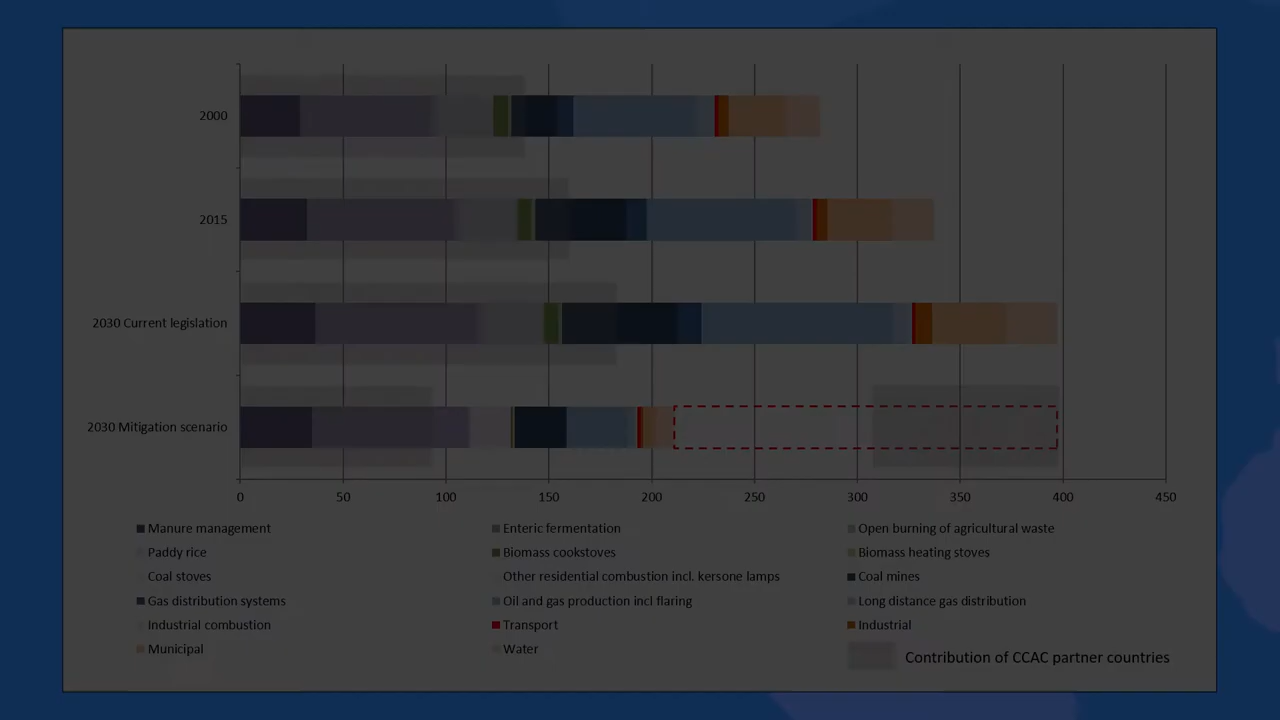 2000
2015
2030 Current legislation
2030 Mitigation scenario
0 50 100 150 200 250 300 350 400 450
Manure management Enteric fermentation Open burning of agricultural waste
Paddy rice Biomass cookstoves Biomass heating stoves
Coal stoves Other residential combustion incl. kersone lamps Coal mines
Gas distribution systems Oil and gas production incl flaring Long distance gas distribution
Industrial combustion Transport Industrial
Municipal Water
Contribution of CCAC partner countries